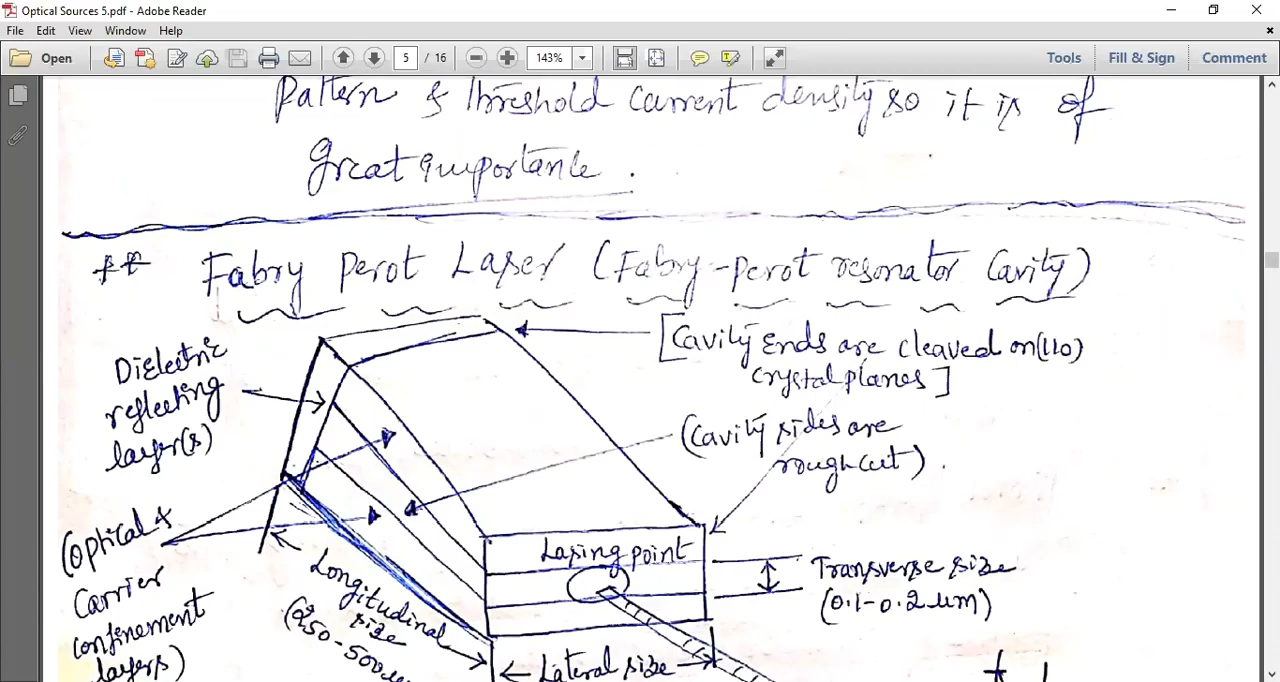 Optical Sources 5.pdf - Adobe Reader
File Edit View Window Help
Open 5 / 16 143% Tools Fill & Sign Comment
Pattern & threshold current density so it is of
great importance.
** Fabry Perot Laser (Fabry-perot resonator Cavity)
[Cavity Ends are cleaved on (110)
crystal planes]
Dielectric
reflecting
layer(s)
(Cavity sides are
rough cut).
(Optical &
Carrier
confinement
layers)
Lasing point
Transverse size
(0.1-0.2 µm)
Longitudinal
size
(250-500
Lateral size